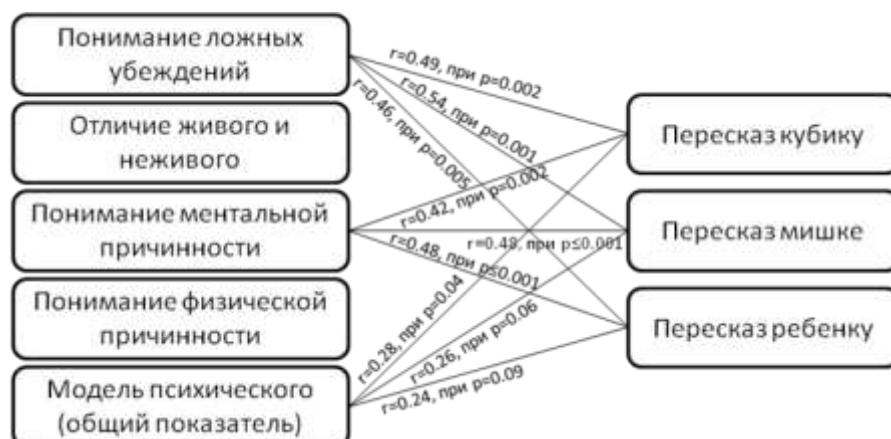 Понимание ложных
убеждений
Отличие живого и
неживого
Понимание ментальной
причинности
Понимание физической
причинности
Модель психического
(общий показатель)
r=0.49, при p=0.002
r=0.54, при p=0.001
r=0.46, при p=0.005
r=0.42, при p=0.002
r=0.48, при p≤0.001
r=0.48, при p≤0.001
r=0.28, при p=0.04
r=0.26, при p=0.06
r=0.24, при p=0.09
Пересказ кубику
Пересказ мишке
Пересказ ребенку